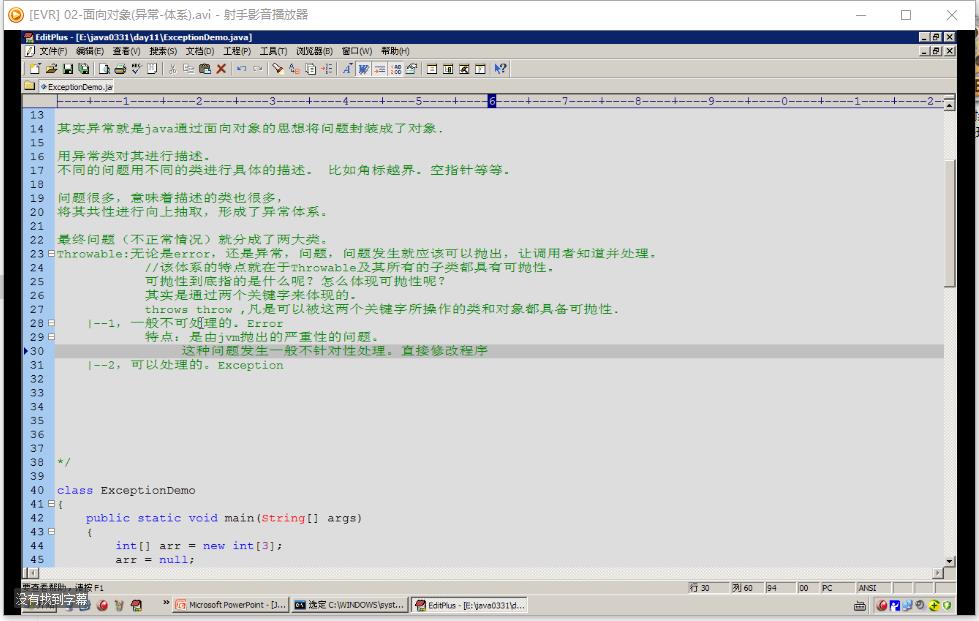 [EVR] 02-面向对象(异常-体系).avi - 射手影音播放器
EditPlus - [E:\java0331\day11\ExceptionDemo.java]
文件(F) 编辑(E) 查看(V) 搜索(S) 文档(D) 工程(P) 工具(T) 浏览器(B) 窗口(W) 帮助(H)
ExceptionDemo.ja
----+----1----+----2----+----3----+----4----+----5----+----6----+----7----+----8----+----9----+----0----+----1----+----2--
13
14 其实异常就是java通过面向对象的思想将问题封装成了对象.
15
16 用异常类对其进行描述。
17 不同的问题用不同的类进行具体的描述。 比如角标越界。空指针等等。
18
19 问题很多，意味着描述的类也很多，
20 将其共性进行向上抽取，形成了异常体系。
21
22 最终问题（不正常情况）就分成了两大类。
23 Throwable:无论是error，还是异常，问题，问题发生就应该可以抛出，让调用者知道并处理。
24 //该体系的特点就在于Throwable及其所有的子类都具有可抛性。
25 可抛性到底指的是什么呢？怎么体现可抛性呢？
26 其实是通过两个关键字来体现的。
27 throws throw ,凡是可以被这两个关键字所操作的类和对象都具备可抛性.
28 |--1，一般不可处理的。Error
29 特点：是由jvm抛出的严重性的问题。
30 这种问题发生一般不针对性处理。直接修改程序
31 |--2，可以处理的。Exception
32
33
34
35
36
37
38 */
39
40 class ExceptionDemo
41 {
42 public static void main(String[] args)
43 {
44 int[] arr = new int[3];
45 arr = null;
要查看帮助，请按 F1 行 30 列 60 94 00 PC ANSI
没有找到字幕
» Microsoft PowerPoint - [J... 选定 C:\WINDOWS\syst... EditPlus - [E:\java0331\d...